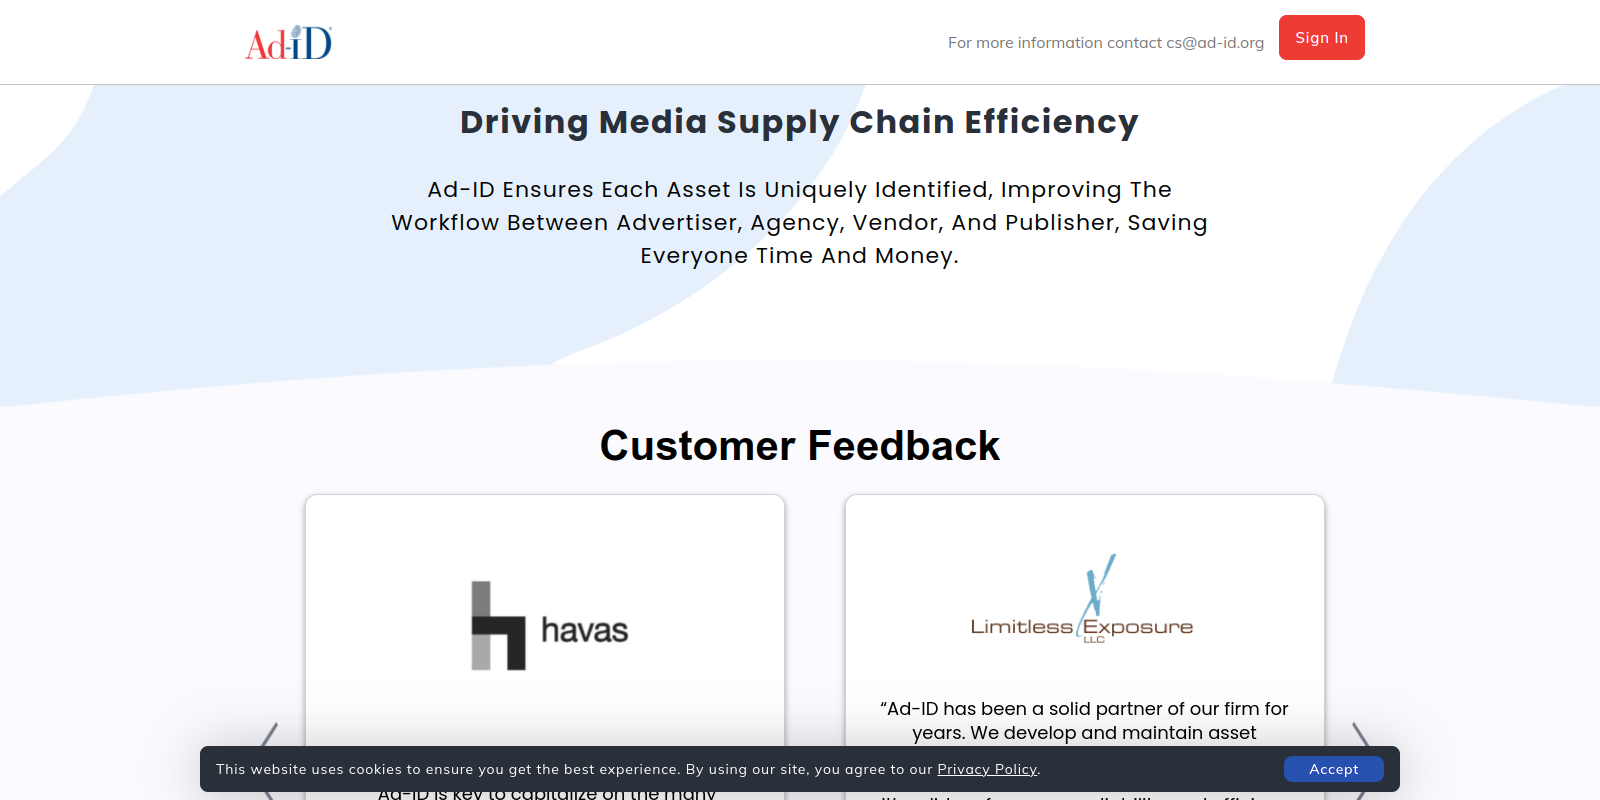 Ad-iD
For more information contact cs@ad-id.org
Sign In
Driving Media Supply Chain Efficiency
Ad-ID Ensures Each Asset Is Uniquely Identified, Improving The
Workflow Between Advertiser, Agency, Vendor, And Publisher, Saving
Everyone Time And Money.
Customer Feedback
havas
Limitless Exposure
LLC
“Ad-ID has been a solid partner of our firm for
years. We develop and maintain asset
This website uses cookies to ensure you get the best experience. By using our site, you agree to our Privacy Policy.
Accept
Ad-ID is key to capitalize on the many